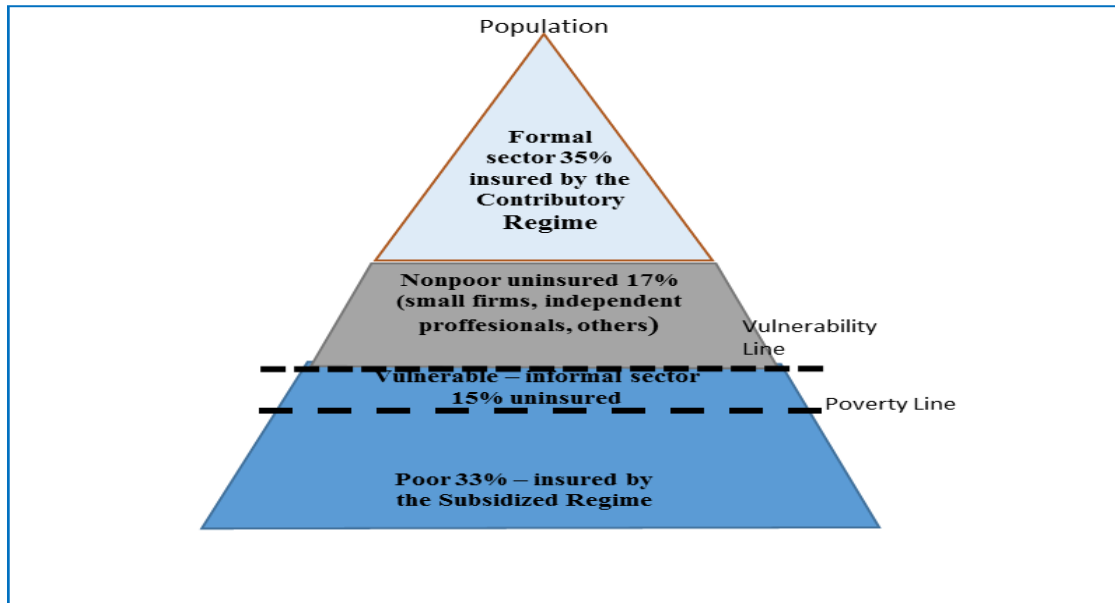 Population
Formal
sector 35%
insured by the
Contributory
Regime
Nonpoor uninsured 17%
(small firms, independent
proffesionals, others)
Vulnerability
Line
Vulnerable – informal sector
15% uninsured
Poverty Line
Poor 33% – insured by
the Subsidized Regime